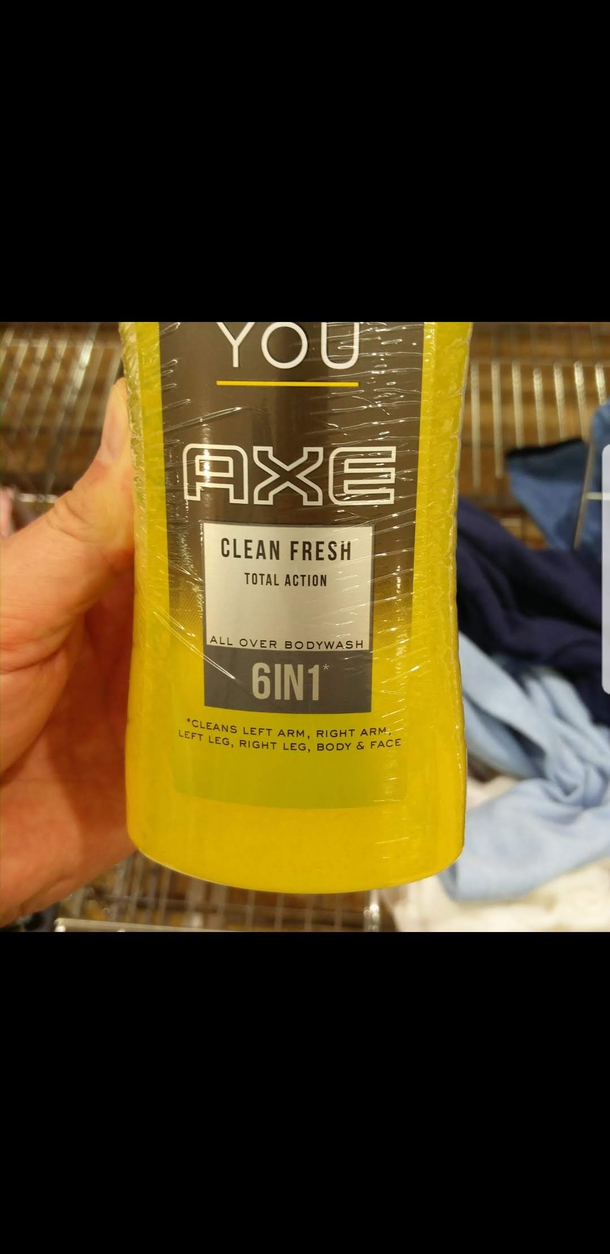 YOU
AXE
CLEAN FRESH
TOTAL ACTION
ALL OVER BODYWASH
6IN1*
*CLEANS LEFT ARM, RIGHT ARM,
LEFT LEG, RIGHT LEG, BODY & FACE